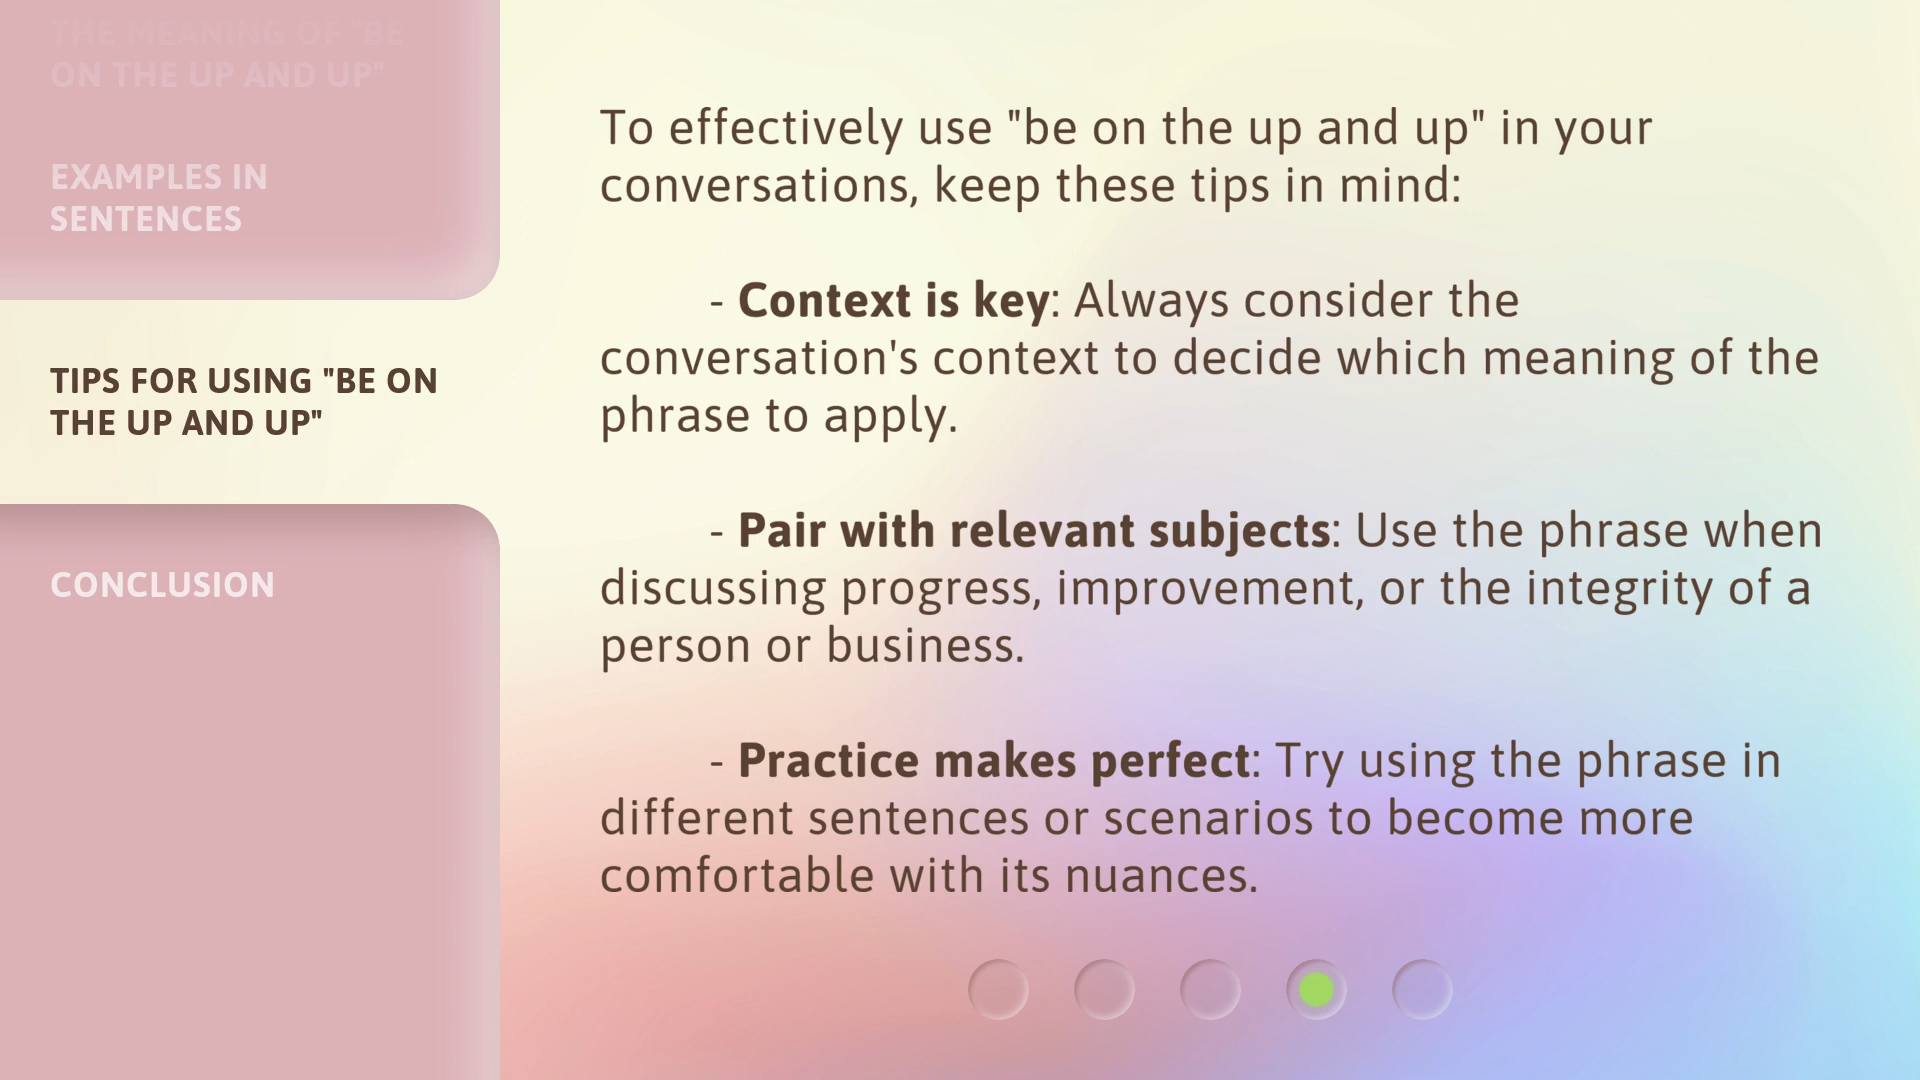 THE MEANING OF "BE
ON THE UP AND UP"
EXAMPLES IN
SENTENCES
TIPS FOR USING "BE ON
THE UP AND UP"
CONCLUSION
To effectively use "be on the up and up" in your
conversations, keep these tips in mind:
- Context is key: Always consider the
conversation's context to decide which meaning of the
phrase to apply.
- Pair with relevant subjects: Use the phrase when
discussing progress, improvement, or the integrity of a
person or business.
- Practice makes perfect: Try using the phrase in
different sentences or scenarios to become more
comfortable with its nuances.